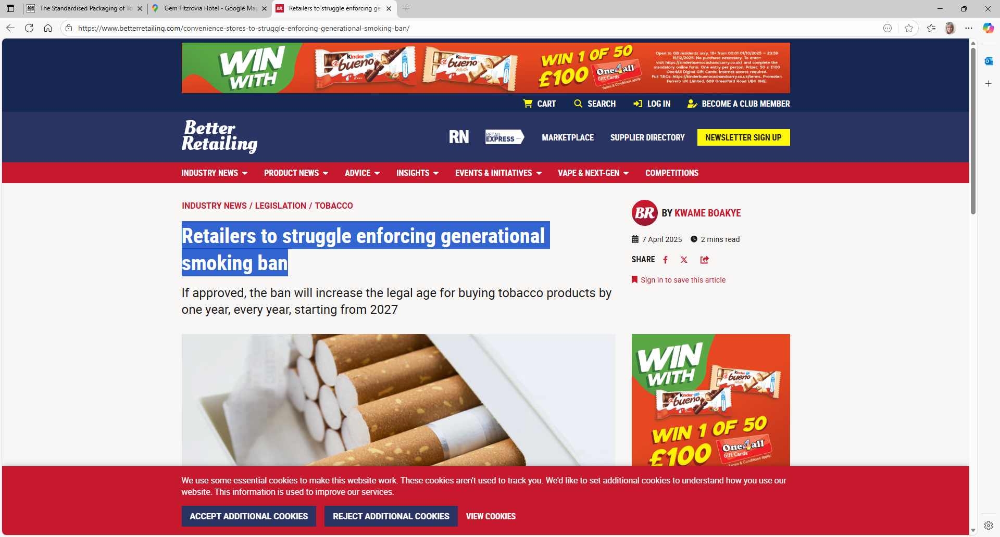 The Standardised Packaging of To
Gem Fitzrovia Hotel - Google Ma
BR
Retailers to struggle enforcing ge
https://www.betterretailing.com/convenience-stores-to-struggle-enforcing-generational-smoking-ban/
WIN
WITH
Kinder
bueno
×2
2 BARS
Kinder
bueno
White
×2
WIN 1 OF 50
£100
One4all
Gift Cards
Terms & Conditions apply.
Open to GB residents only. 18+ from 00:01 01/10/2025 – 23:59
15/12/2025. No purchase necessary. To enter:
visit https://kinderbuenocashandcarry.co.uk/ and complete the
mandatory online form. One entry per person. Prizes: 50 x £100
One4All Digital Gift Cards. Internet access required.
Full T&Cs: https://kinderbuenocashandcarry.co.uk/terms. Promoter:
Ferrero UK Limited, 889 Greenford Road UB6 0HE.
CART
SEARCH
LOG IN
BECOME A CLUB MEMBER
Better
Retailing
RN
RETAIL
EXPRESS
MARKETPLACE
SUPPLIER DIRECTORY
NEWSLETTER SIGN UP
INDUSTRY NEWS
PRODUCT NEWS
ADVICE
INSIGHTS
EVENTS & INITIATIVES
VAPE & NEXT-GEN
COMPETITIONS
INDUSTRY NEWS / LEGISLATION / TOBACCO
Retailers to struggle enforcing generational
smoking ban
If approved, the ban will increase the legal age for buying tobacco products by
one year, every year, starting from 2027
BR
BY KWAME BOAKYE
7 April 2025
2 mins read
SHARE
Sign in to save this article
WIN
WITH
Kinder
bueno
Kinder
bueno
×2
WIN 1 OF 50
£100
One4all
Gift Cards
Terms & Conditions apply.
We use some essential cookies to make this website work. These cookies aren't used to track you. We'd like to set additional cookies to understand how you use our
website. This information is used to improve our services.
ACCEPT ADDITIONAL COOKIES
REJECT ADDITIONAL COOKIES
VIEW COOKIES